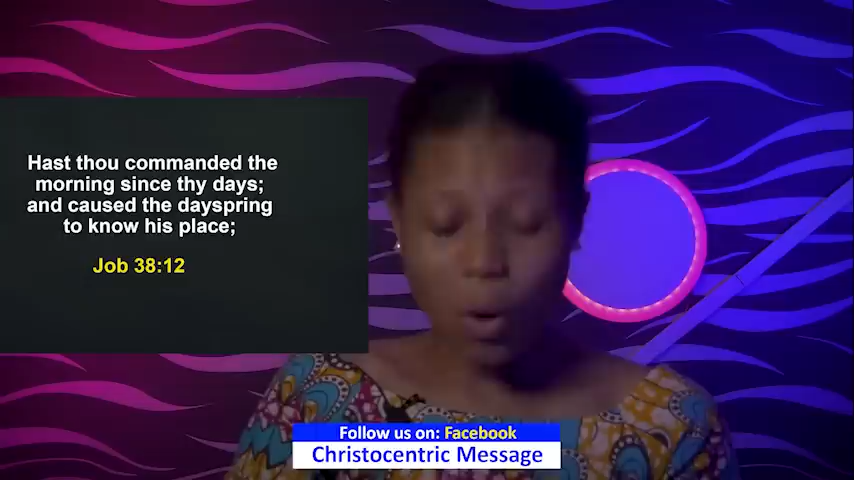 Hast thou commanded the
morning since thy days;
and caused the dayspring
to know his place;
Job 38:12
Follow us on: Facebook
Christocentric Message